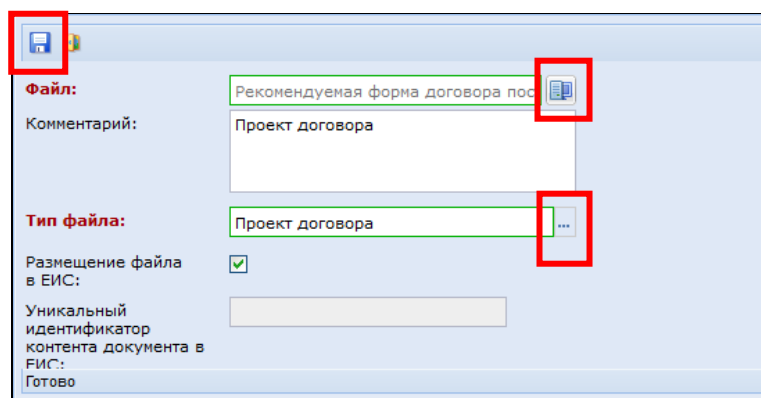 Файл:
Рекомендуемая форма договора пос
Комментарий:
Проект договора
Тип файла:
Проект договора
...
Размещение файла
в ЕИС:
Уникальный
идентификатор
контента документа в
ЕИС:
Готово